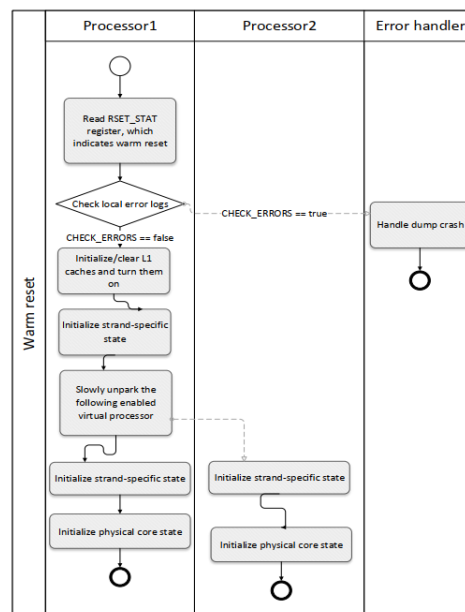 Processor1
Processor2
Error handler
Warm reset
Read RSET_STAT
register, which
indicates warm reset
Check local error logs
CHECK_ERRORS == true
Handle dump crash
CHECK_ERRORS == false
Initialize/clear L1
caches and turn them
on
Initialize strand-specific
state
Slowly unpark the
following enabled
virtual processor
Initialize strand-specific state
Initialize strand-specific state
Initialize physical core state
Initialize physical core state